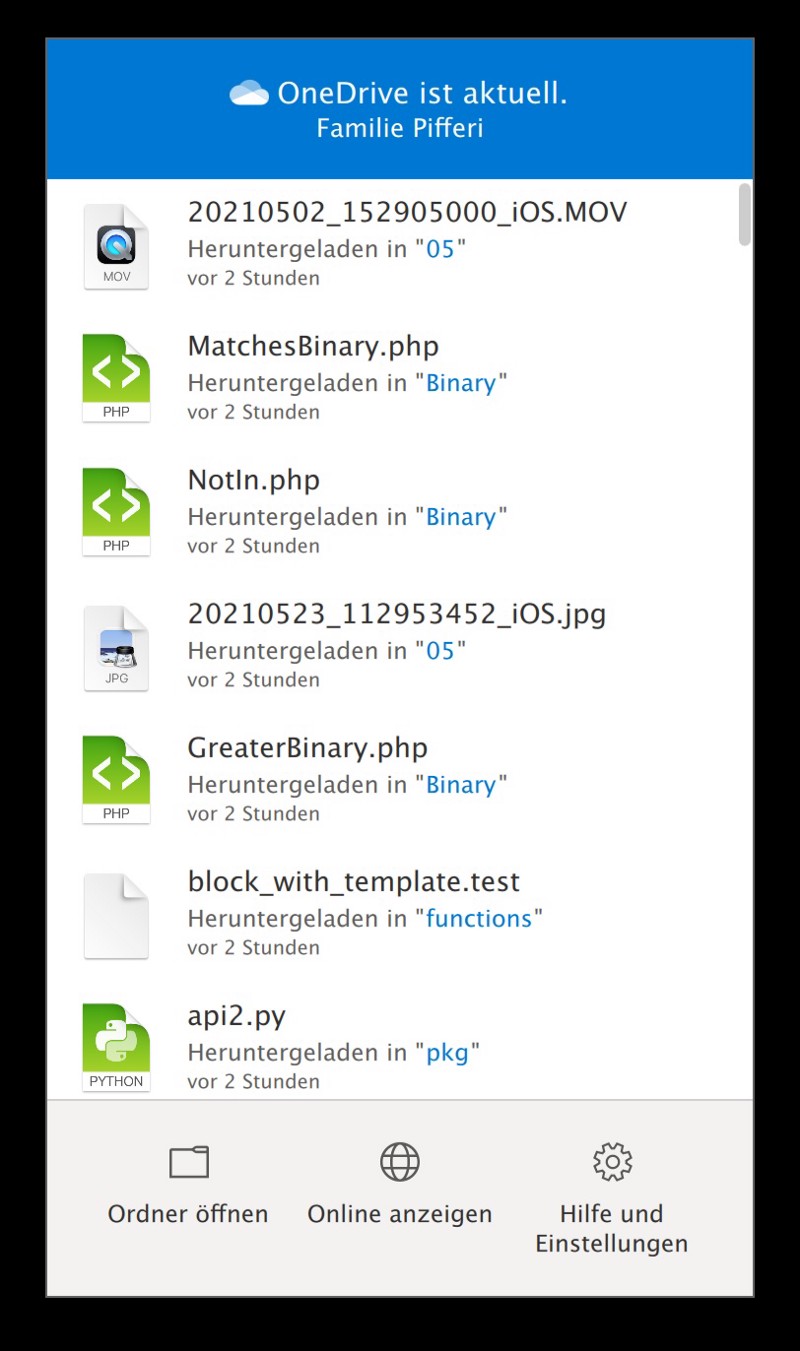 OneDrive ist aktuell.
Familie Pifferi
20210502_152905000_iOS.MOV
Heruntergeladen in "05"
vor 2 Stunden
MOV
MatchesBinary.php
Heruntergeladen in "Binary"
vor 2 Stunden
PHP
NotIn.php
Heruntergeladen in "Binary"
vor 2 Stunden
PHP
20210523_112953452_iOS.jpg
Heruntergeladen in "05"
vor 2 Stunden
JPG
GreaterBinary.php
Heruntergeladen in "Binary"
vor 2 Stunden
PHP
block_with_template.test
Heruntergeladen in "functions"
vor 2 Stunden
api2.py
Heruntergeladen in "pkg"
vor 2 Stunden
PYTHON
Ordner öffnen
Online anzeigen
Hilfe und
Einstellungen